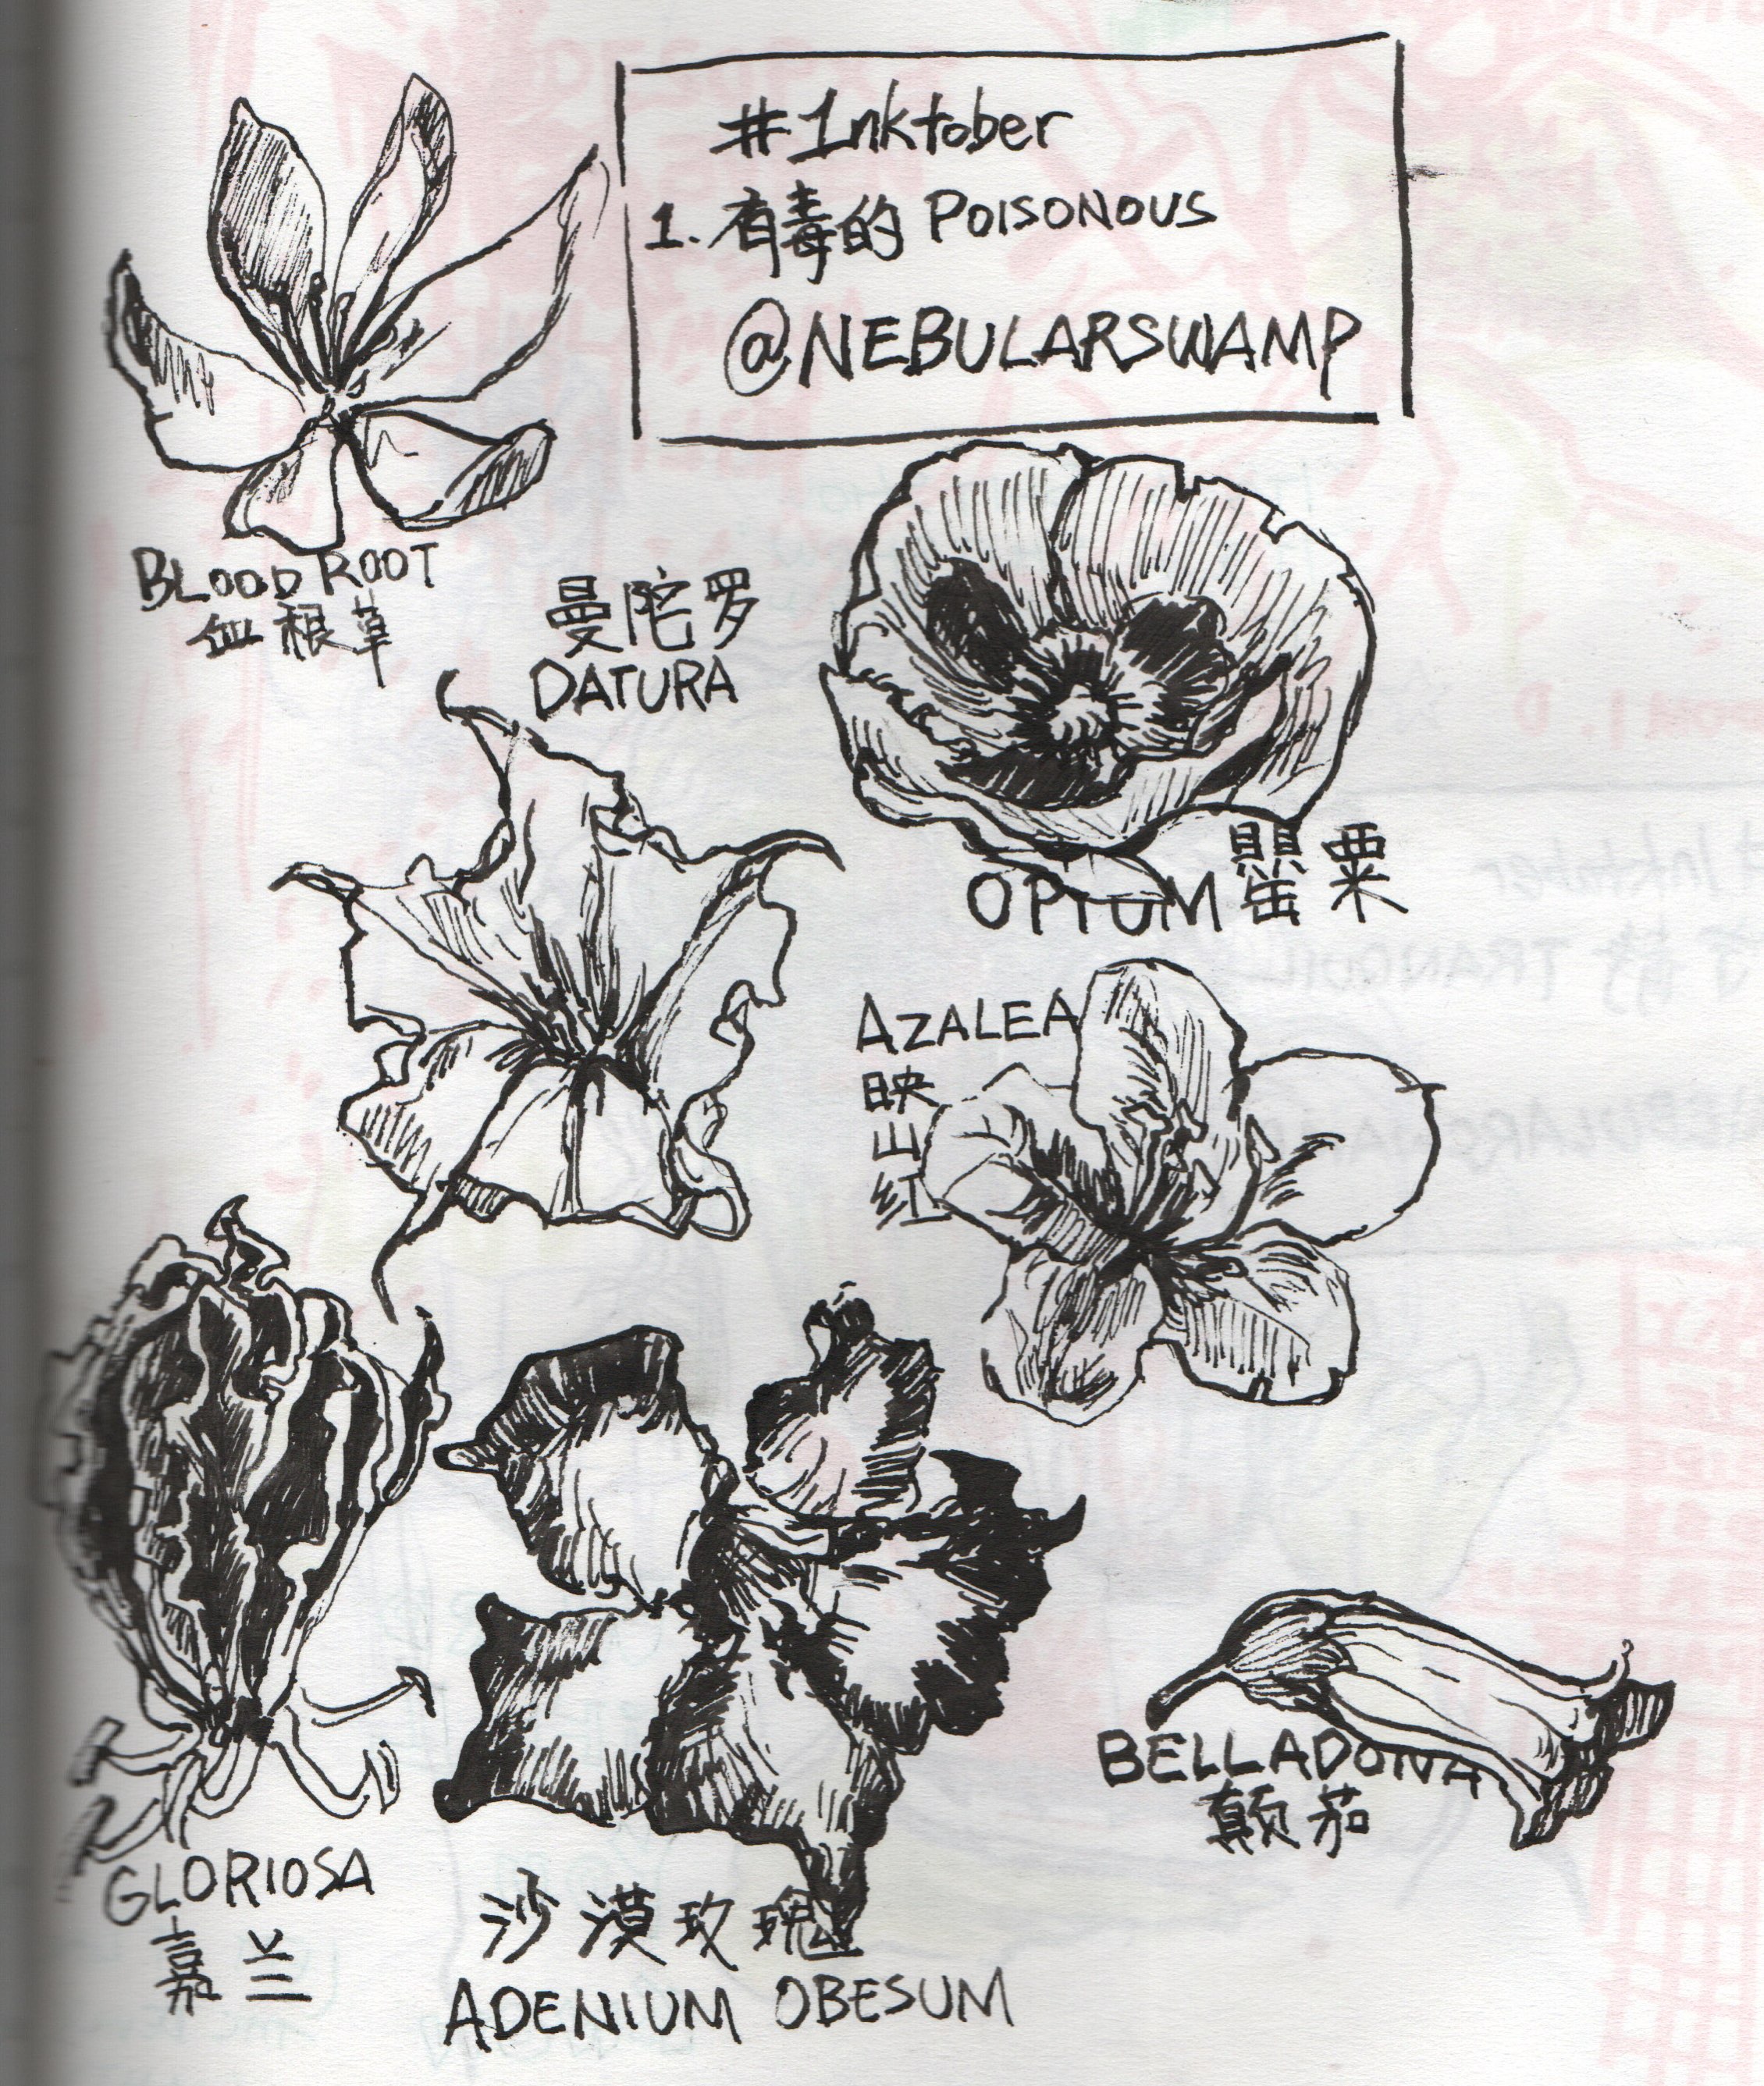 #Inktober
1. 有毒的 POISONOUS
@NEBULARSWAMP
BLOOD ROOT
血根草
曼陀罗
DATURA
OPIUM 罂粟
AZALEA
映
山
红
GLORIOSA
嘉兰
沙漠玫瑰
ADENIUM OBESUM
BELLADONA
颠茄
TRANQUIL